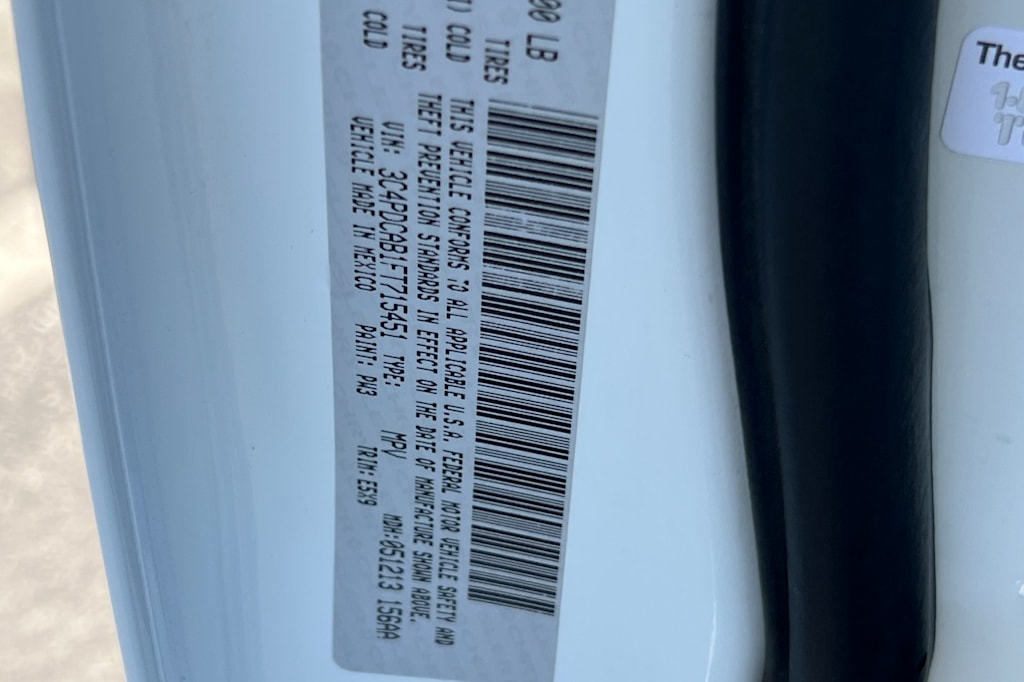 00 LB
) COLD TIRES
COLD TIRES
THIS VEHICLE CONFORMS TO ALL APPLICABLE U.S.A. FEDERAL MOTOR VEHICLE SAFETY AND
THEFT PREVENTION STANDARDS IN EFFECT ON THE DATE OF MANUFACTURE SHOWN ABOVE.
VIN: 3C4PDCAB1FT715451 TYPE: MPV MDH:051213 156AA
VEHICLE MADE IN MEXICO PAINT: PW3 TRIM: E5X9
The